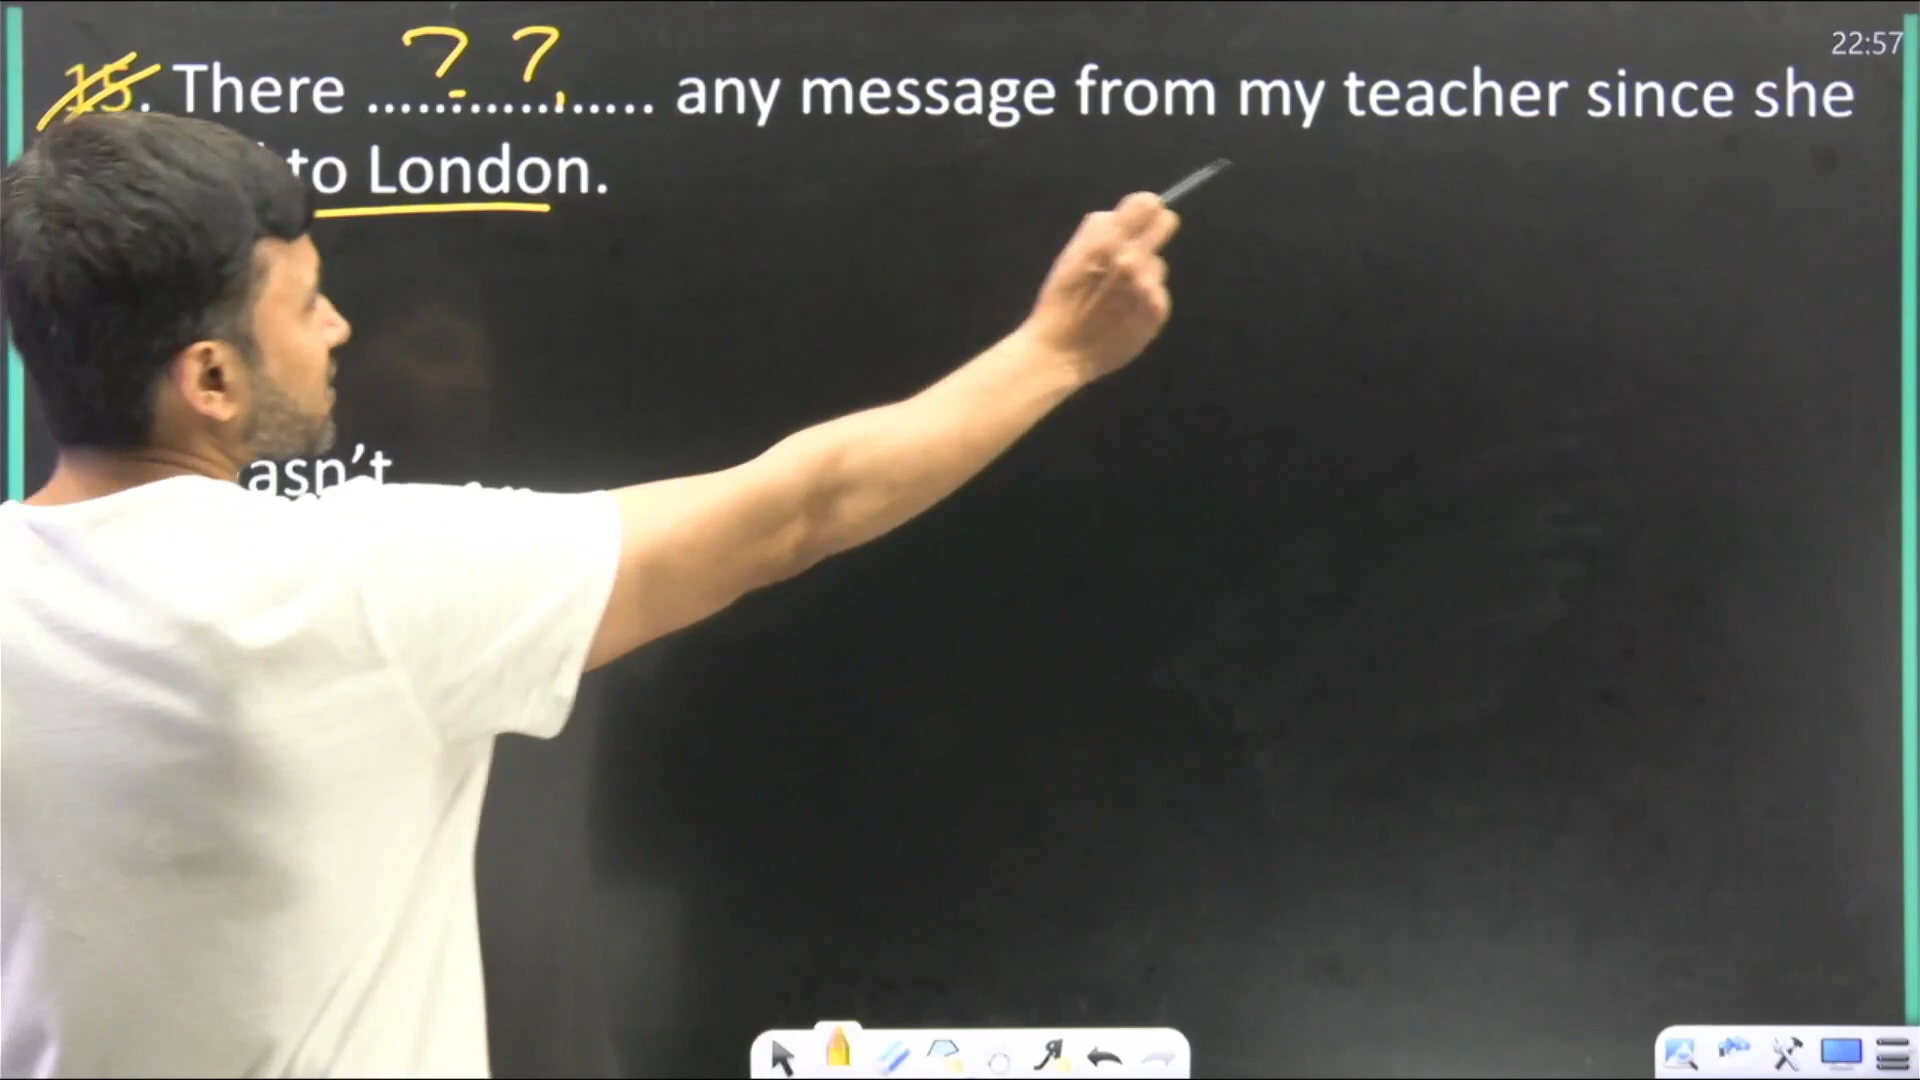 22:57
15. There .................. any message from my teacher since she
? ?
to London.
asn't